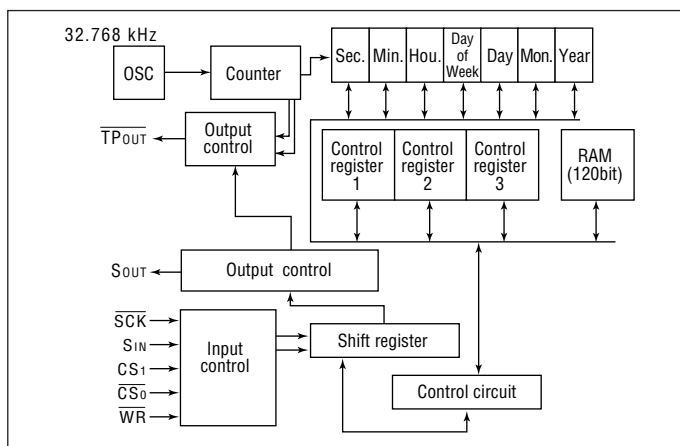 32.768 kHz
OSC
Counter
Sec.
Min.
Hou.
Day
of
Week
Day
Mon.
Year
TPOUT
Output
control
Control
register
1
Control
register
2
Control
register
3
RAM
(120bit)
SOUT
Output control
SCK
SIN
CS1
CS0
WR
Input
control
Shift register
Control circuit